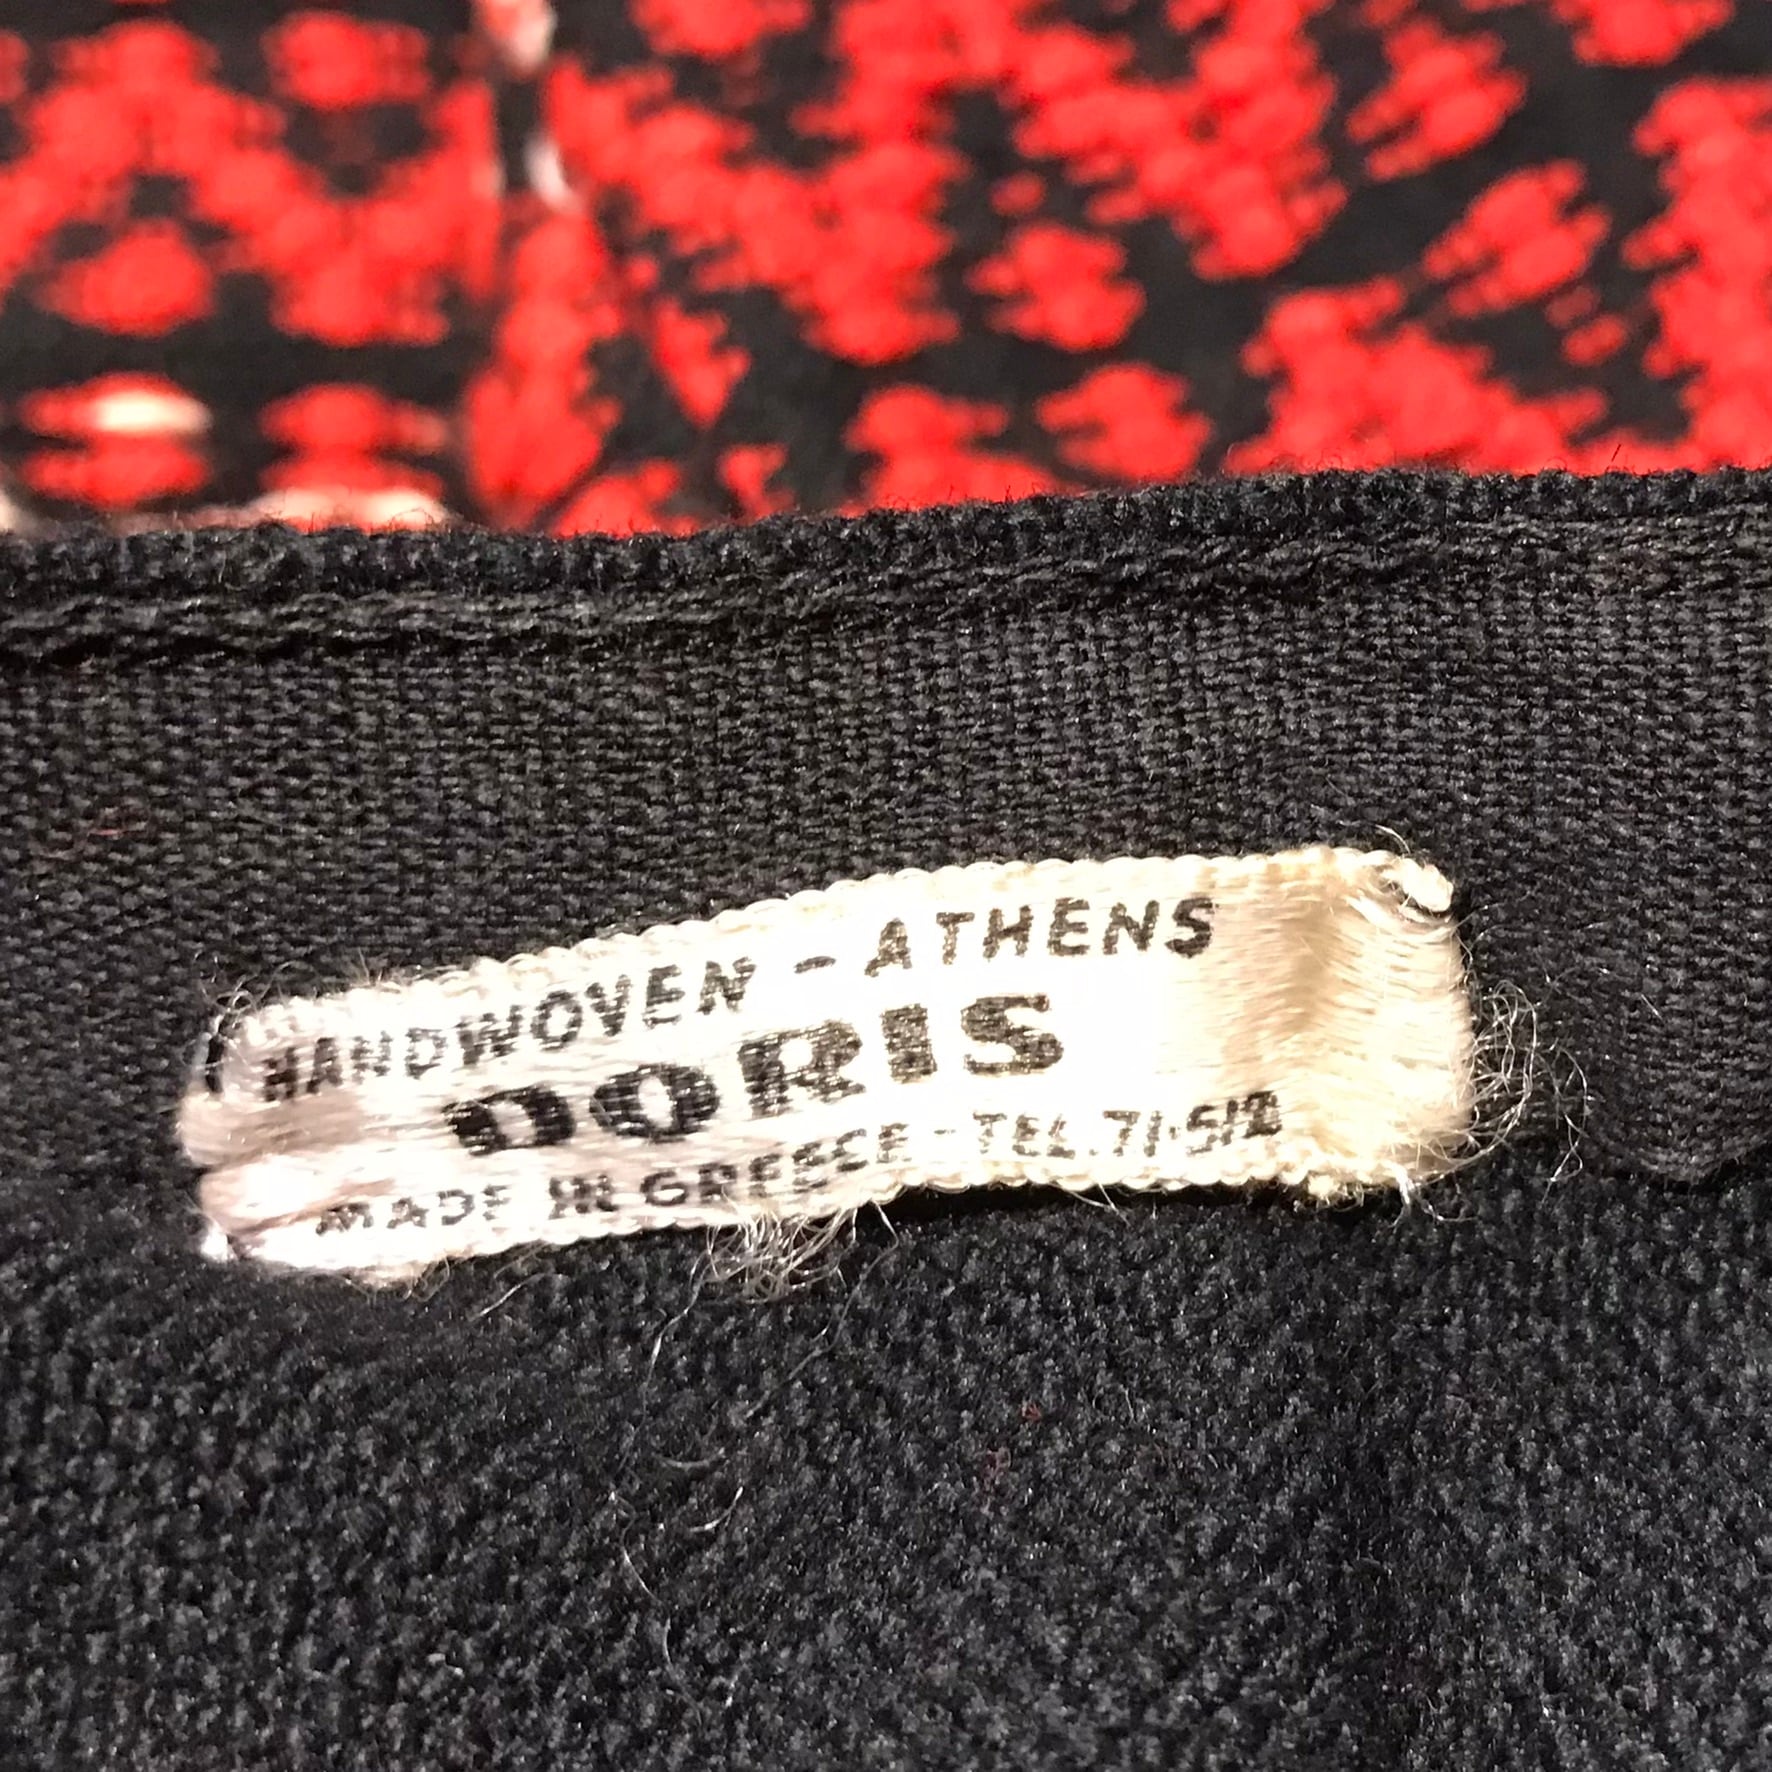 HANDWOVEN - ATHENS
DORIS
MADE IN GREECE - TEL. 71-512